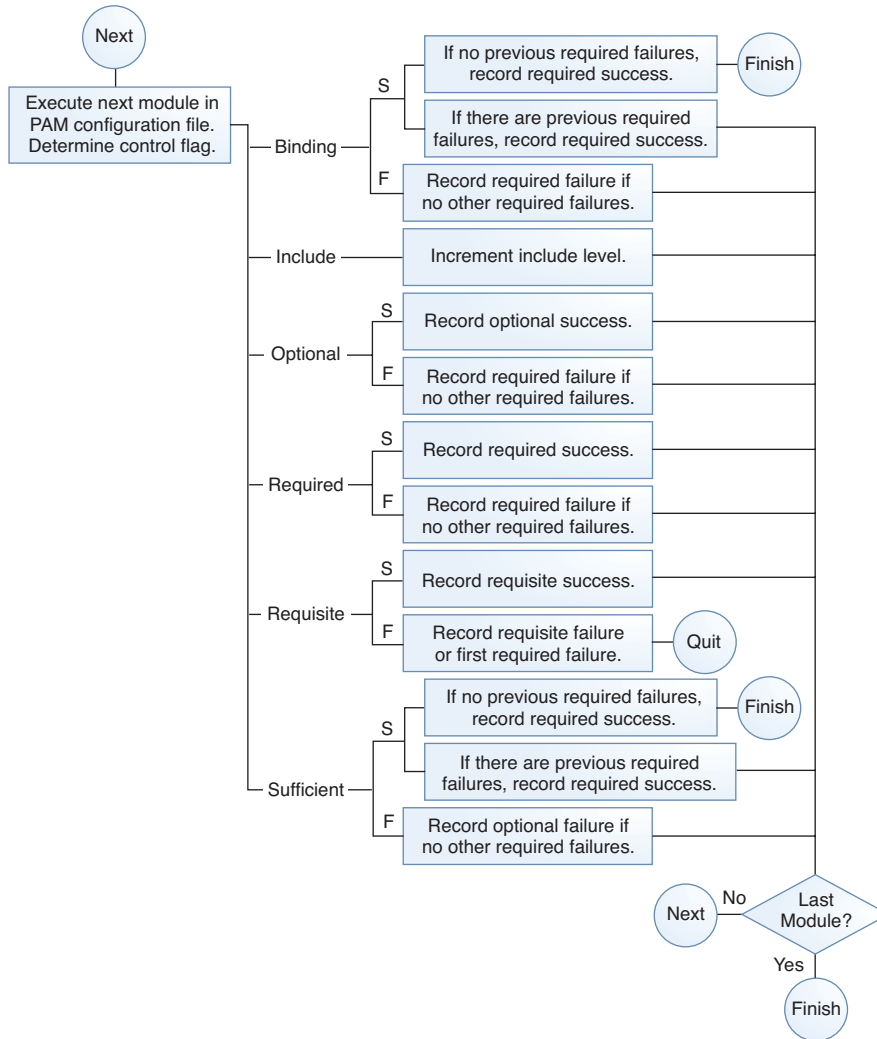 Next
Execute next module in
PAM configuration file.
Determine control flag.
Binding
S
If no previous required failures,
record required success.
Finish
If there are previous required
failures, record required success.
F
Record required failure if
no other required failures.
Include
Increment include level.
Optional
S
Record optional success.
F
Record required failure if
no other required failures.
Required
S
Record required success.
F
Record required failure if
no other required failures.
Requisite
S
Record requisite success.
F
Record requisite failure
or first required failure.
Quit
Sufficient
S
If no previous required failures,
record required success.
Finish
If there are previous required
failures, record required success.
F
Record optional failure if
no other required failures.
Next
No
Last
Module?
Yes
Finish